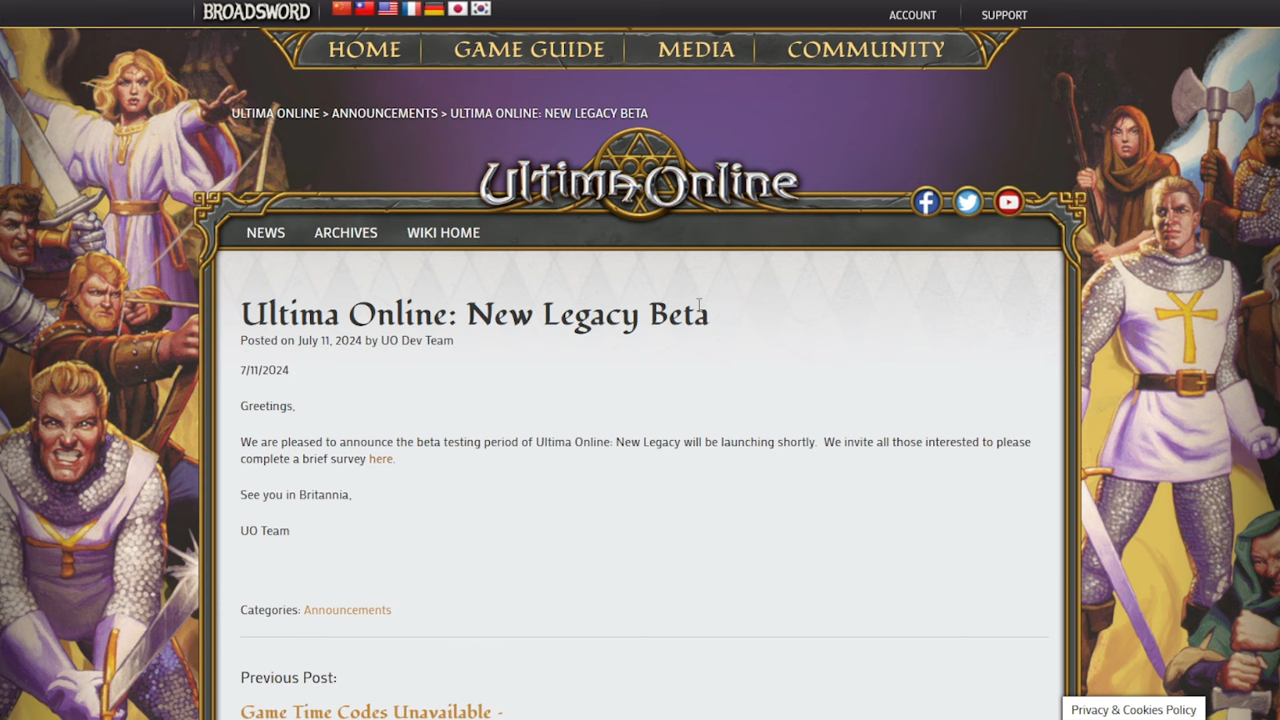 BROADSWORD
ACCOUNT
SUPPORT
HOME
GAME GUIDE
MEDIA
COMMUNITY
ULTIMA ONLINE > ANNOUNCEMENTS > ULTIMA ONLINE: NEW LEGACY BETA
Ultima Online
NEWS
ARCHIVES
WIKI HOME
Ultima Online: New Legacy Beta
Posted on July 11, 2024 by UO Dev Team
7/11/2024
Greetings,
We are pleased to announce the beta testing period of Ultima Online: New Legacy will be launching shortly.  We invite all those interested to please
complete a brief survey here.
See you in Britannia,
UO Team
Categories: Announcements
Previous Post:
Game Time Codes Unavailable -
Privacy & Cookies Policy